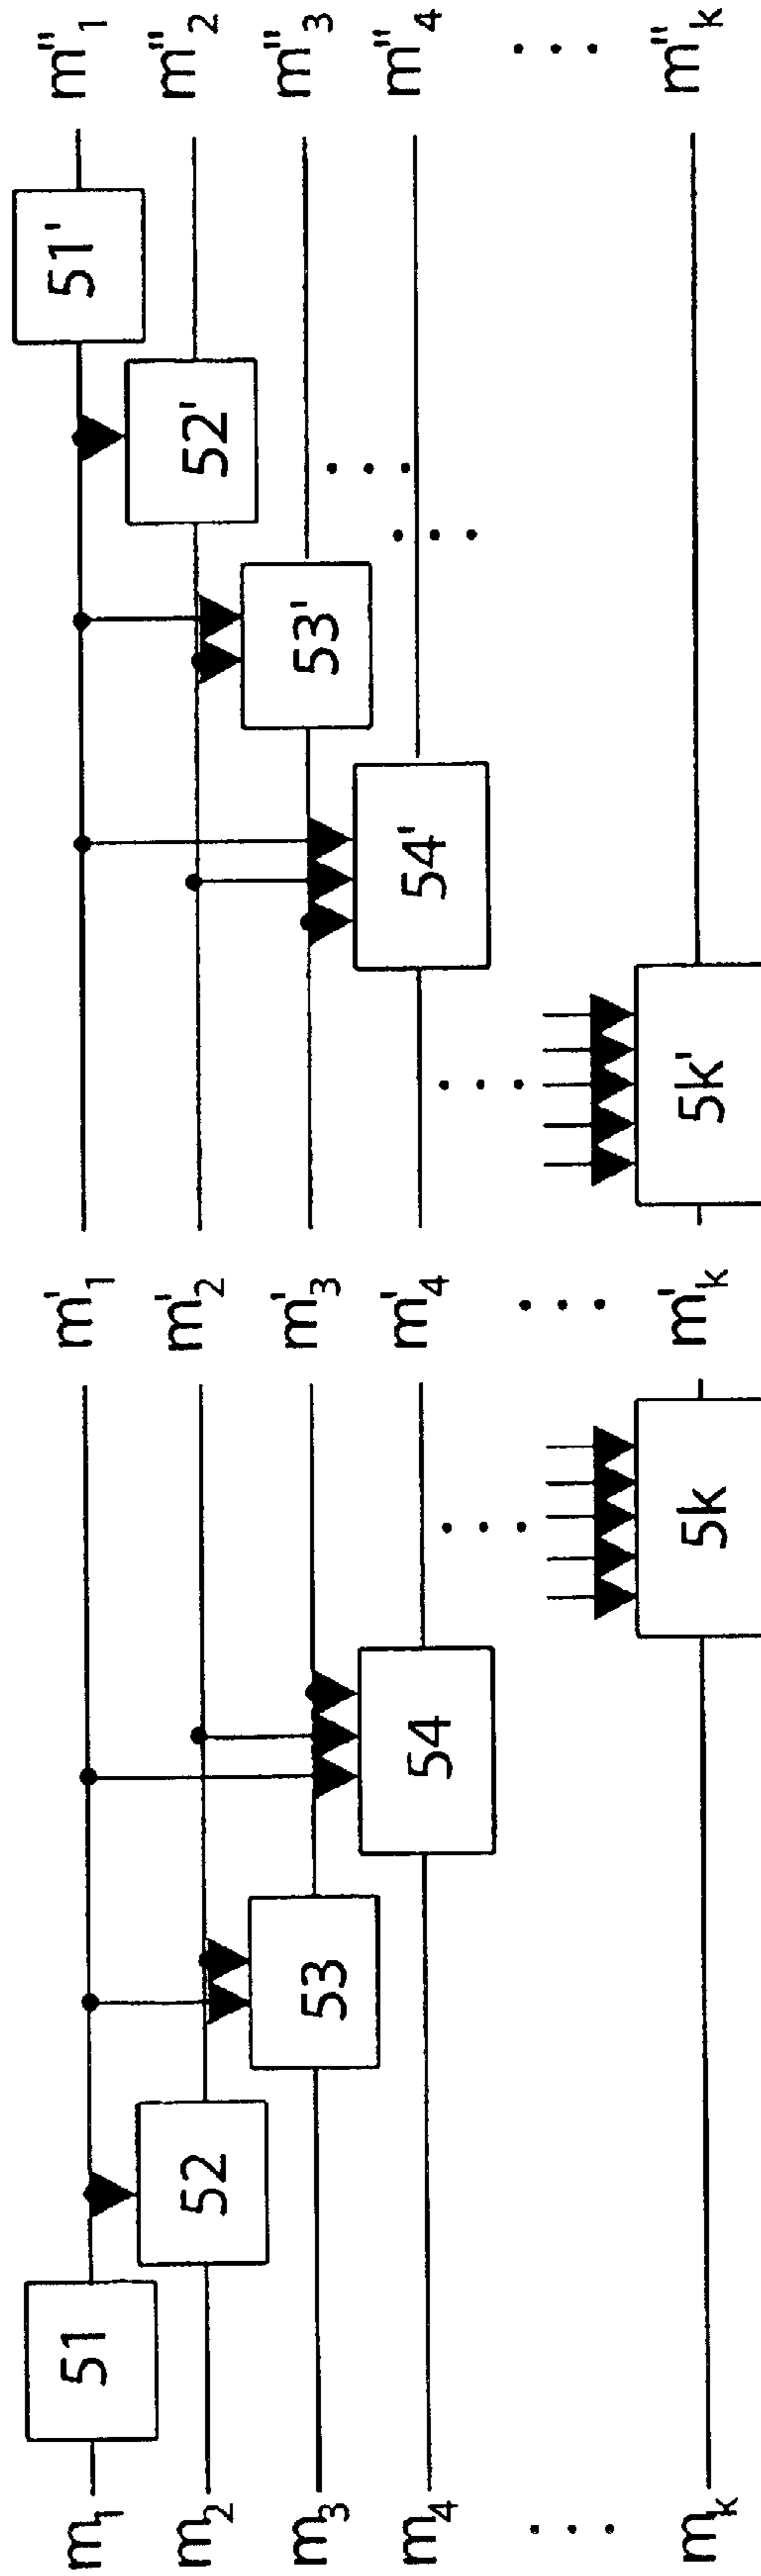 m₁ 51 m'₁ 51' m''₁
m₂ 52 m'₂ 52' m''₂
m₃ 53 m'₃ 53' m''₃
m₄ 54 m'₄ 54' m''₄
mₖ 5k m'ₖ 5k' m''ₖ